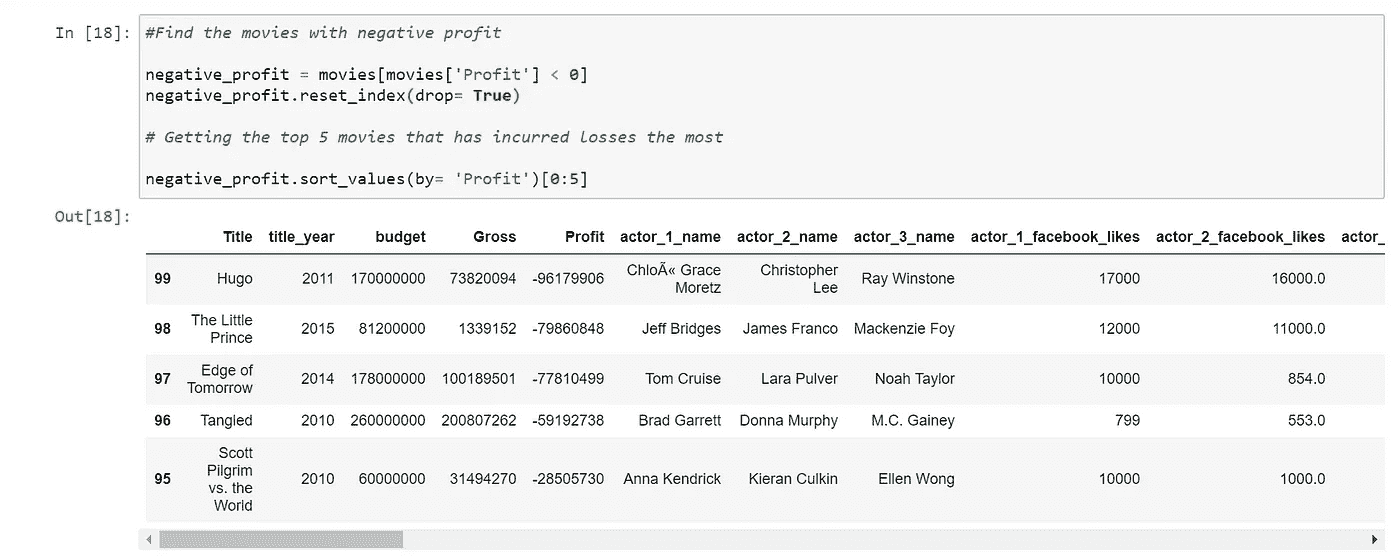 In [18]: #Find the movies with negative profit
negative_profit = movies[movies['Profit'] < 0]
negative_profit.reset_index(drop= True)
# Getting the top 5 movies that has incurred losses the most
negative_profit.sort_values(by= 'Profit')[0:5]
Out[18]:
Title title_year budget Gross Profit actor_1_name actor_2_name actor_3_name actor_1_facebook_likes actor_2_facebook_likes actor_
99 Hugo 2011 170000000 73820094 -96179906 ChloÃ« Grace Moretz Christopher Lee Ray Winstone 17000 16000.0
98 The Little Prince 2015 81200000 1339152 -79860848 Jeff Bridges James Franco Mackenzie Foy 12000 11000.0
97 Edge of Tomorrow 2014 178000000 100189501 -77810499 Tom Cruise Lara Pulver Noah Taylor 10000 854.0
96 Tangled 2010 260000000 200807262 -59192738 Brad Garrett Donna Murphy M.C. Gainey 799 553.0
95 Scott Pilgrim vs. the World 2010 60000000 31494270 -28505730 Anna Kendrick Kieran Culkin Ellen Wong 10000 1000.0